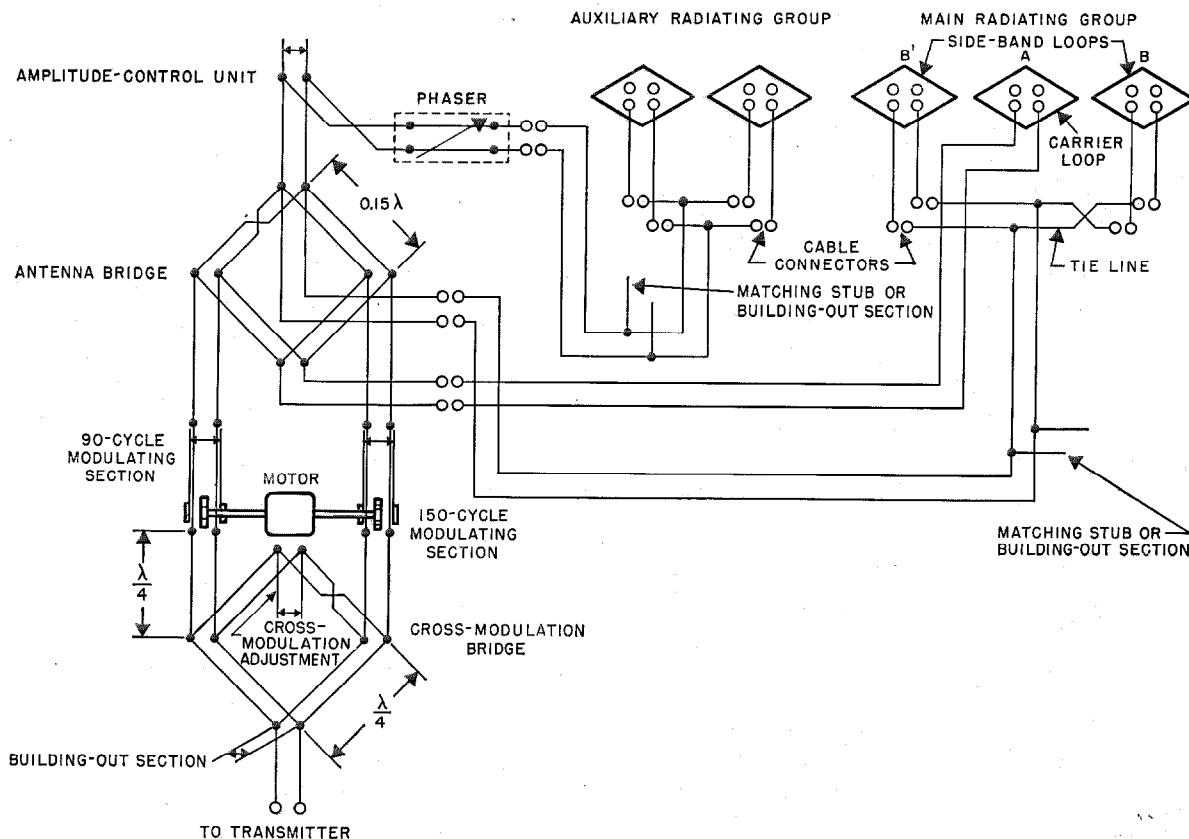 AUXILIARY RADIATING GROUP
MAIN RADIATING GROUP
SIDE-BAND LOOPS
B'
A
B
AMPLITUDE-CONTROL UNIT
PHASER
CARRIER
LOOP
0.15λ
ANTENNA BRIDGE
CABLE
CONNECTORS
TIE LINE
MATCHING STUB OR
BUILDING-OUT SECTION
90-CYCLE
MODULATING
SECTION
MOTOR
150-CYCLE
MODULATING
SECTION
MATCHING STUB OR
BUILDING-OUT SECTION
λ
4
CROSS-
MODULATION
ADJUSTMENT
CROSS-MODULATION
BRIDGE
λ
4
BUILDING-OUT SECTION
TO TRANSMITTER